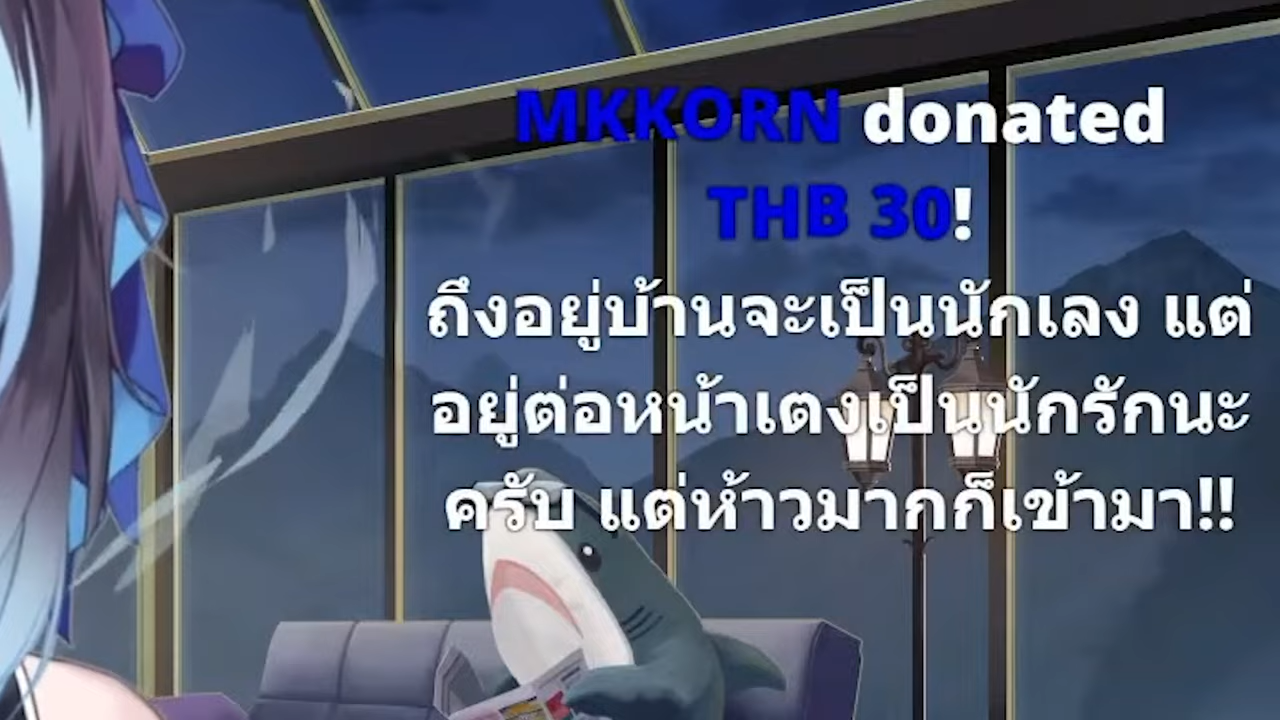 MKKORN donated
THB 30!
ถึงอยู่บ้านจะเป็นนักเลง แต่
อยู่ต่อหน้าเตงเป็นนักรักนะ
ครับ แต่ห้าวมากก็เข้ามา!!